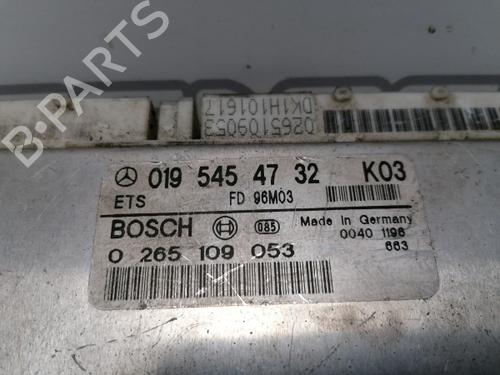 B-PARTS
0265109053
DK1H101617
019 545 47 32 K03
ETS FD 96M03
BOSCH 085 Made in Germany
0 265 109 053 0040 1196
663